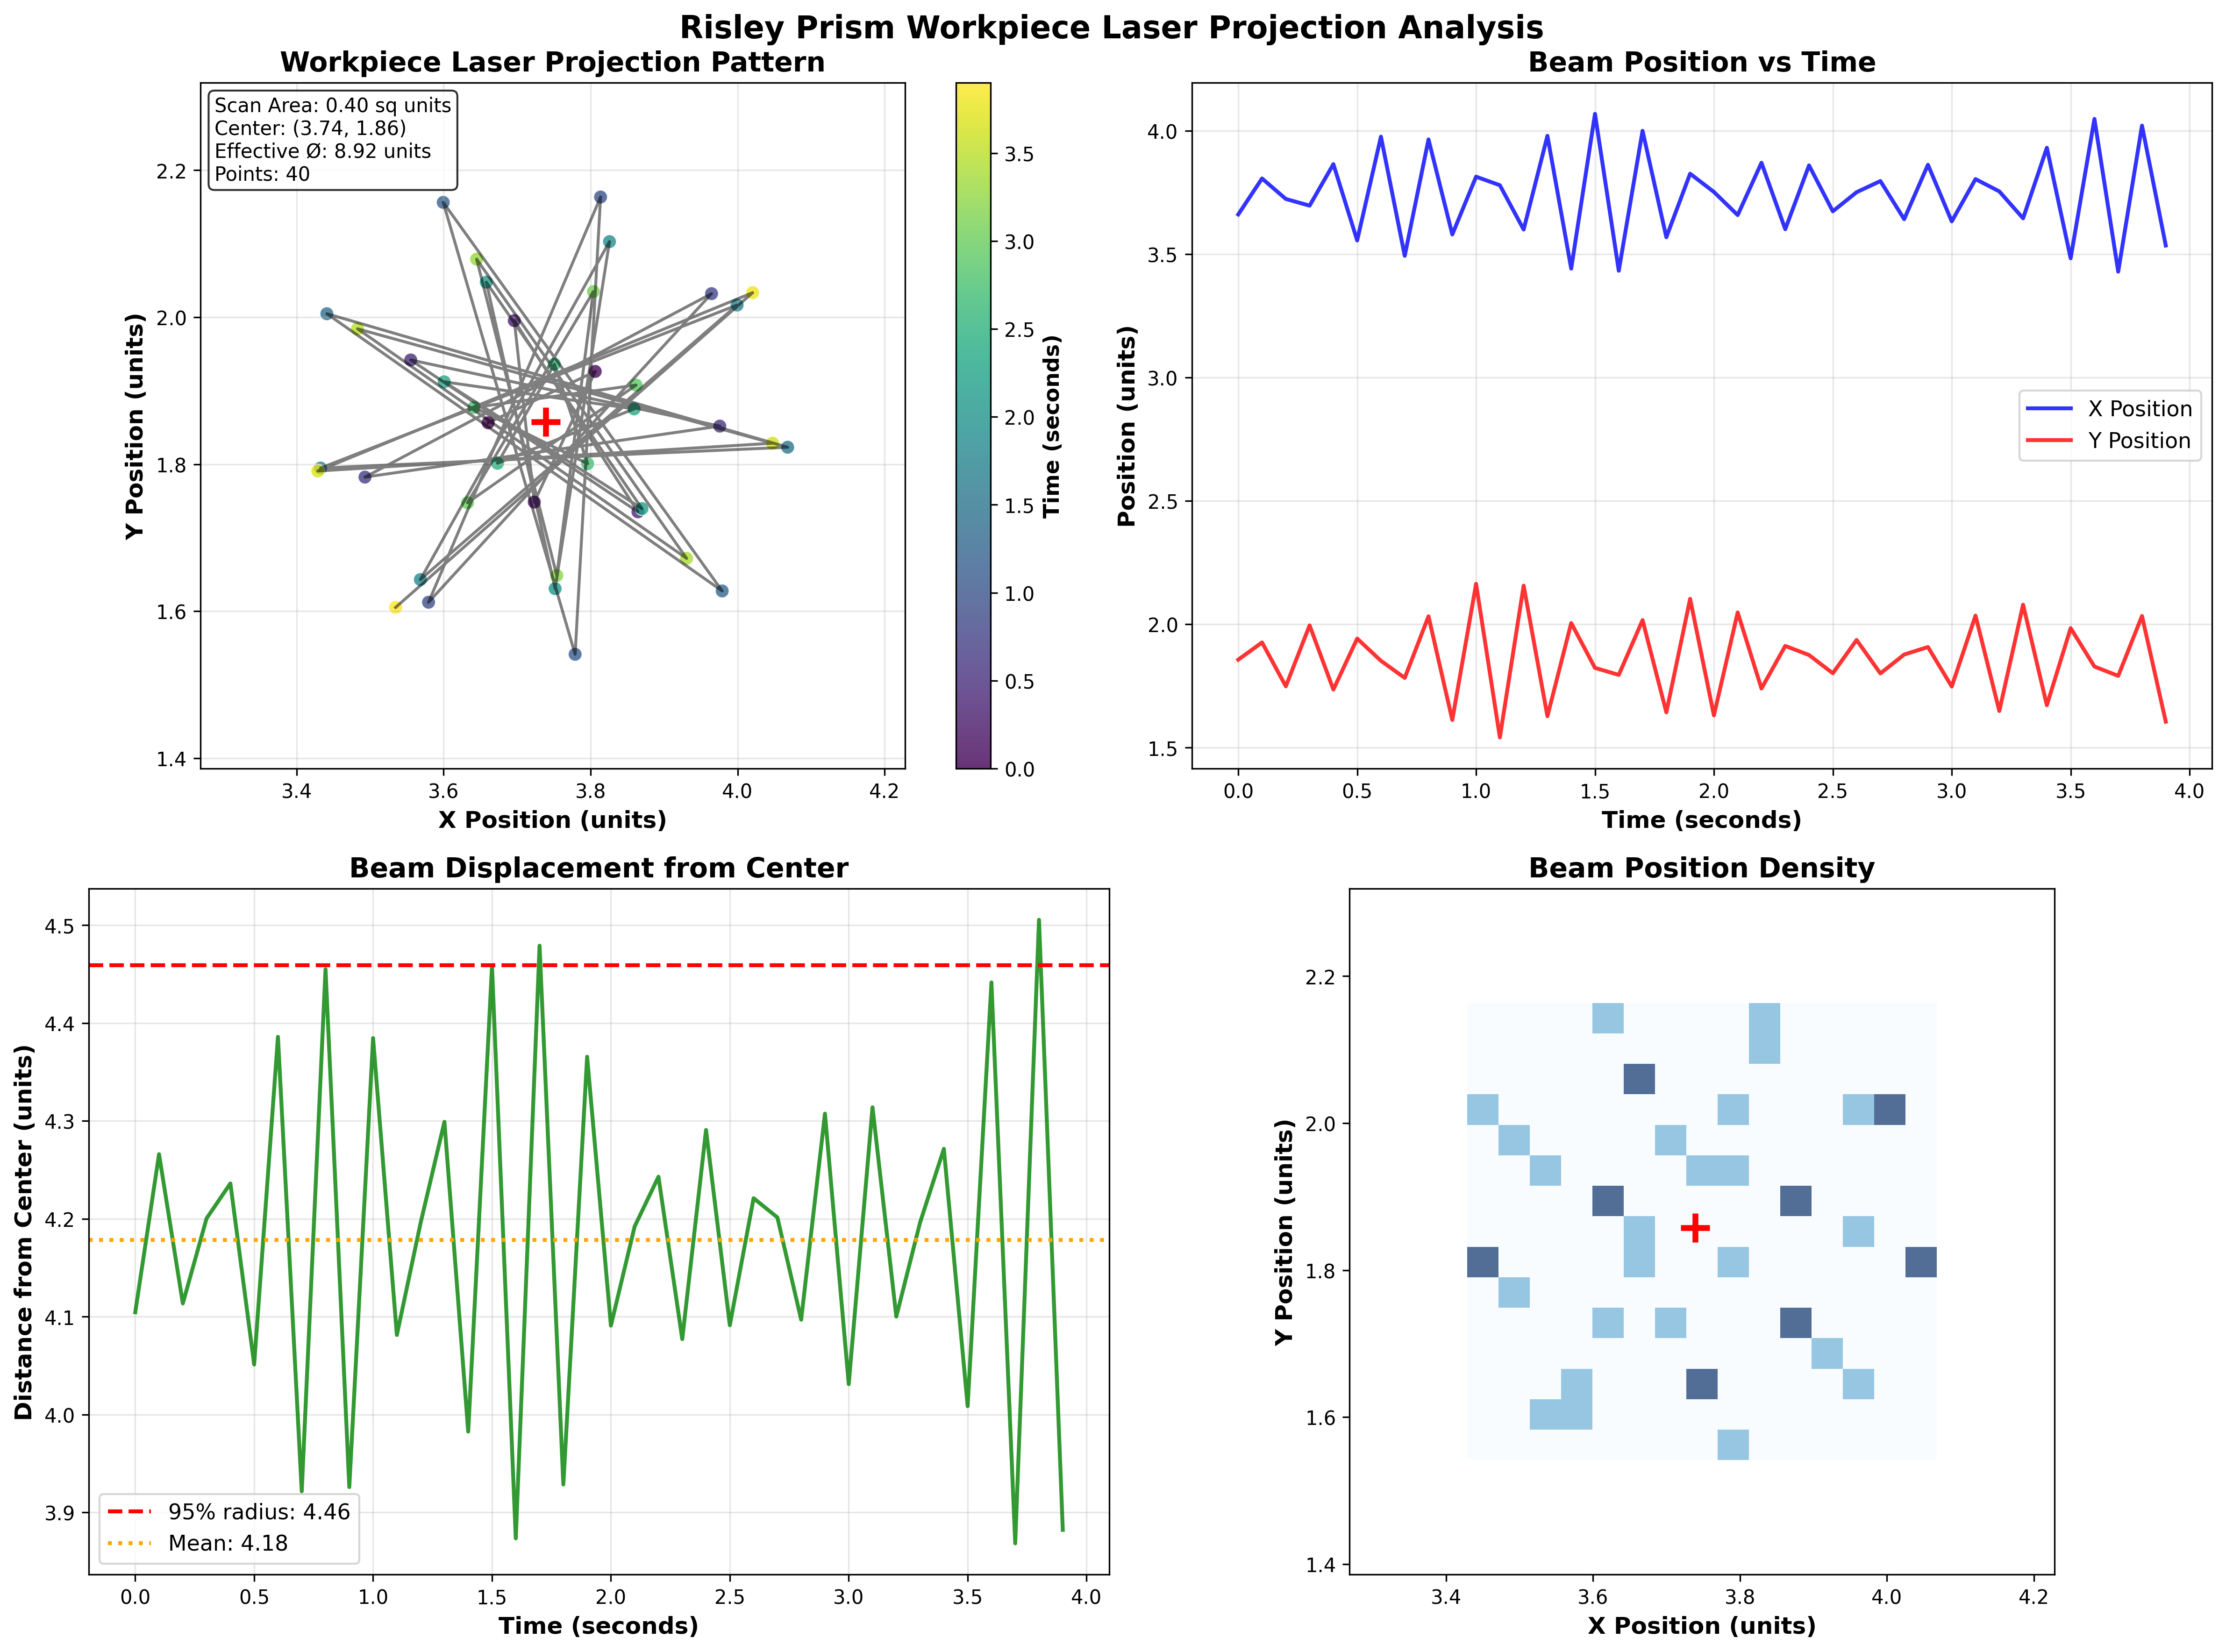 Risley Prism Workpiece Laser Projection Analysis
Workpiece Laser Projection Pattern
Scan Area: 0.40 sq units
Center: (3.74, 1.86)
Effective Ø: 8.92 units
Points: 40
Y Position (units)
2.2
2.0
1.8
1.6
1.4
3.4 3.6 3.8 4.0 4.2
X Position (units)
3.5
3.0
2.5
2.0
1.5
1.0
0.5
0.0
Time (seconds)
Beam Position vs Time
Position (units)
4.0
3.5
3.0
2.5
2.0
1.5
X Position
Y Position
0.0 0.5 1.0 1.5 2.0 2.5 3.0 3.5 4.0
Time (seconds)
Beam Displacement from Center
Distance from Center (units)
4.5
4.4
4.3
4.2
4.1
4.0
3.9
95% radius: 4.46
Mean: 4.18
0.0 0.5 1.0 1.5 2.0 2.5 3.0 3.5 4.0
Time (seconds)
Beam Position Density
Y Position (units)
2.2
2.0
1.8
1.6
1.4
3.4 3.6 3.8 4.0 4.2
X Position (units)